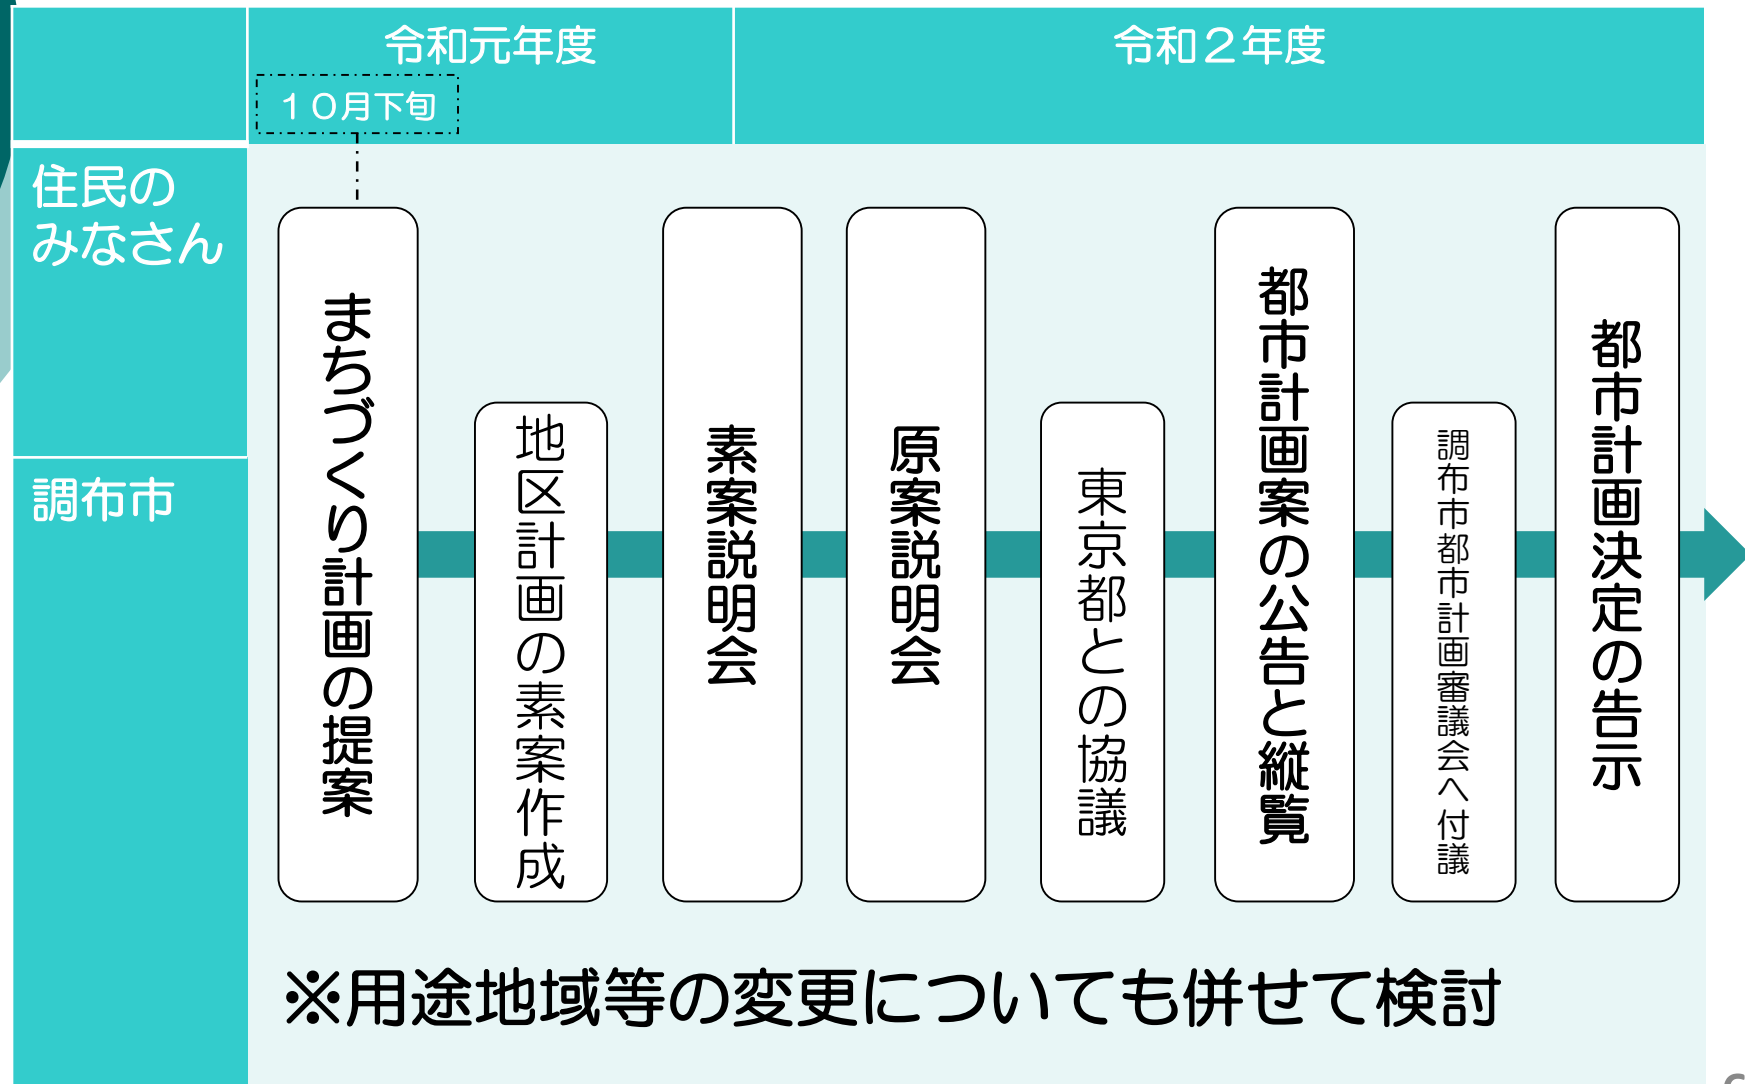 令和元年度
令和２年度
１０月下旬
住民の
みなさん
調布市
まちづくり計画の提案
地区計画の素案作成
素案説明会
原案説明会
東京都との協議
都市計画案の公告と縦覧
調布市都市計画審議会へ付議
都市計画決定の告示
※用途地域等の変更についても併せて検討